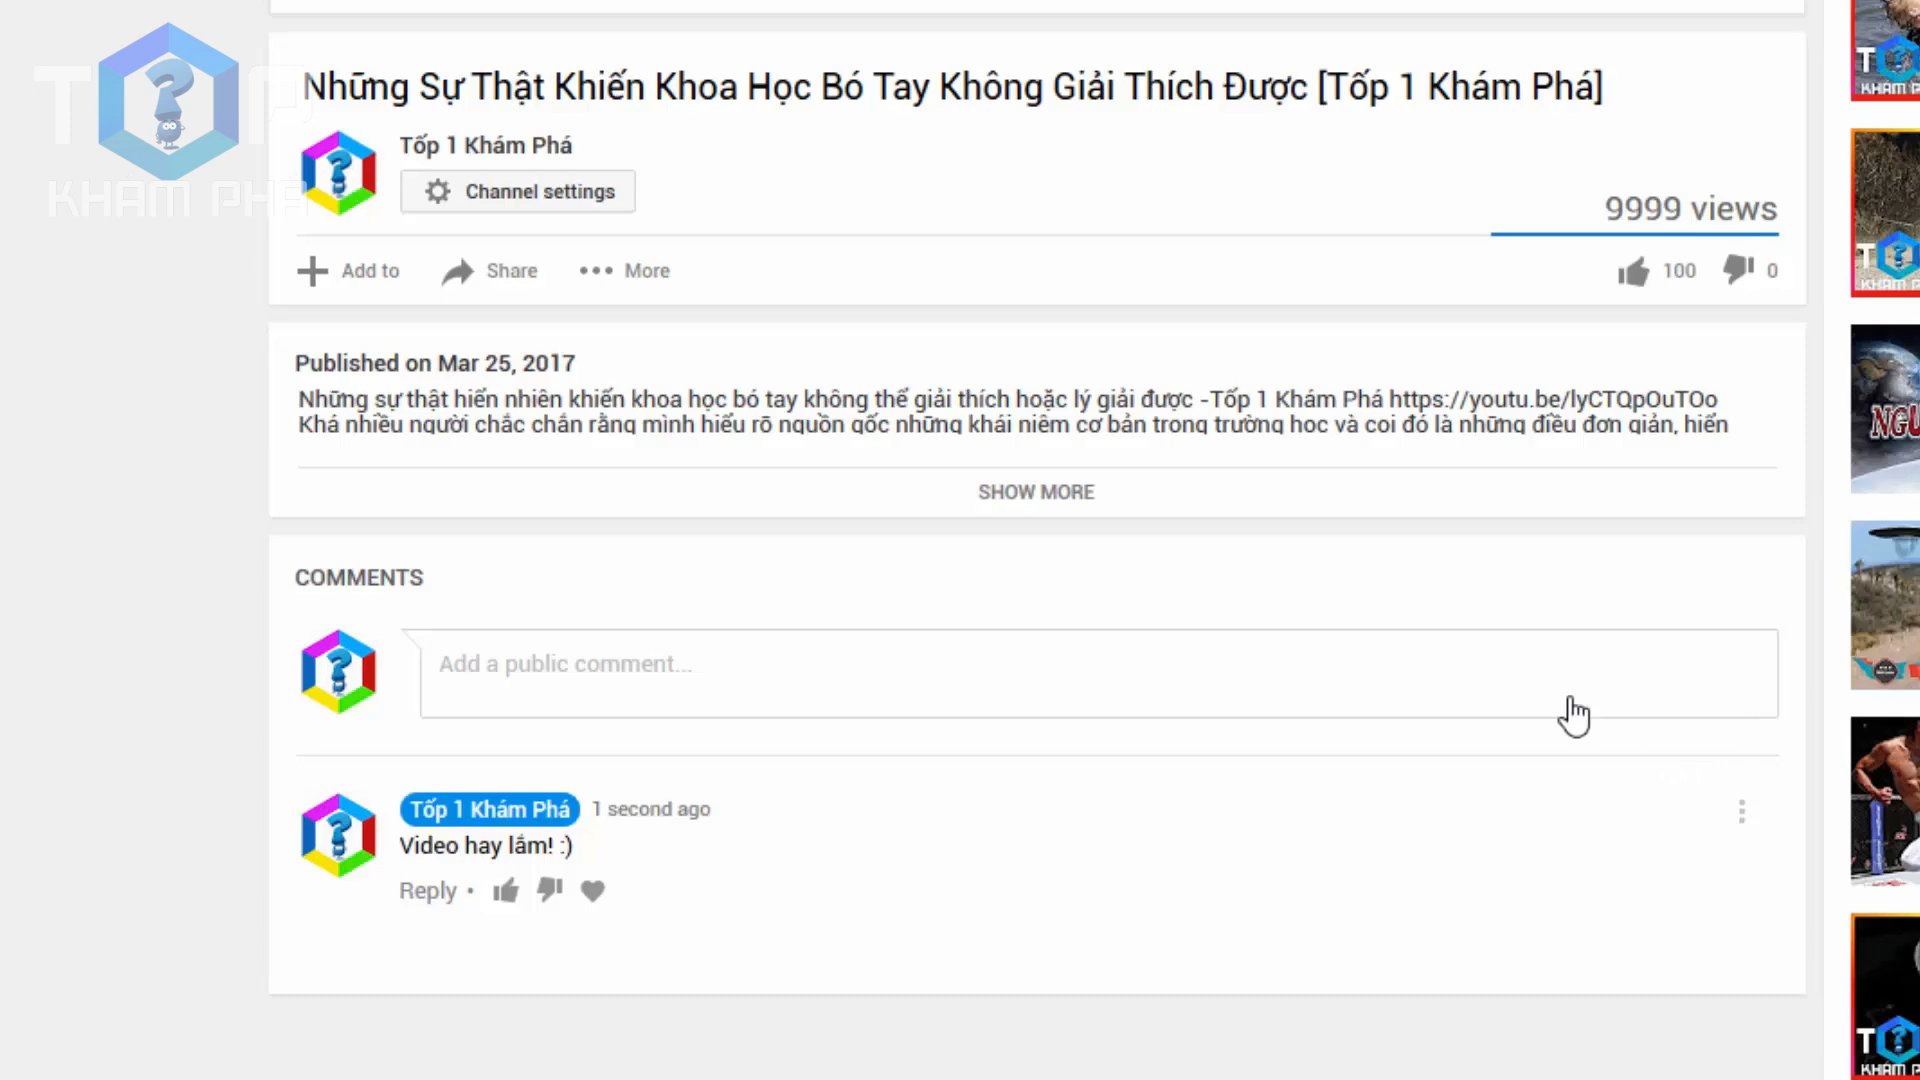 TOP
KHÁM PHÁ
Những Sự Thật Khiến Khoa Học Bó Tay Không Giải Thích Được [Tốp 1 Khám Phá]
Tốp 1 Khám Phá
Channel settings
9999 views
Add to
Share
More
100
0
Published on Mar 25, 2017
Những sự thật hiển nhiên khiến khoa học bó tay không thể giải thích hoặc lý giải được -Tốp 1 Khám Phá https://youtu.be/lyCTQpOuTOo
Khá nhiều người chắc chắn rằng mình hiểu rõ nguồn gốc những khái niệm cơ bản trong trường học và coi đó là những điều đơn giản, hiển
SHOW MORE
COMMENTS
Add a public comment...
Tốp 1 Khám Phá 1 second ago
Video hay lắm! :)
Reply •